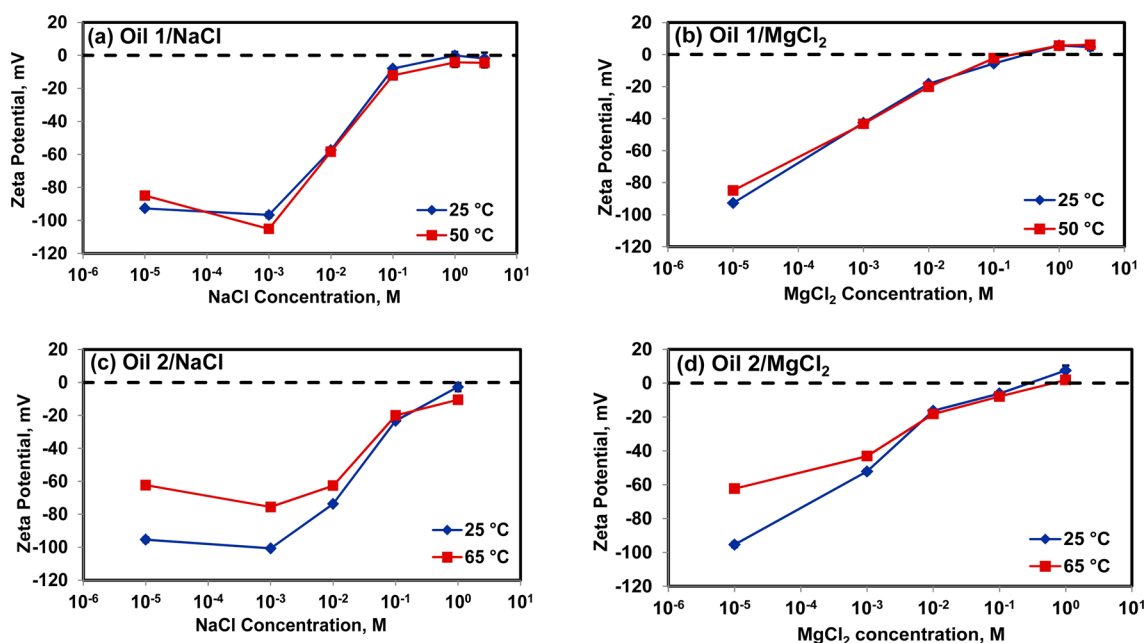 (a) Oil 1/NaCl
20
0
-20
-40
-60
-80
-100
-120
Zeta Potential, mV
25 °C
50 °C
10-6 10-5 10-4 10-3 10-2 10-1 100 101
NaCl Concentration, M
(b) Oil 1/MgCl2
20
0
-20
-40
-60
-80
-100
-120
Zeta Potential, mV
25 °C
50 °C
10-6 10-5 10-4 10-3 10-2 10-1 100 101
MgCl2 Concentration, M
(c) Oil 2/NaCl
20
0
-20
-40
-60
-80
-100
-120
Zeta Potential, mV
25 °C
65 °C
10-6 10-5 10-4 10-3 10-2 10-1 100 101
NaCl Concentration, M
(d) Oil 2/MgCl2
20
0
-20
-40
-60
-80
-100
-120
Zeta Potential, mV
25 °C
65 °C
10-6 10-5 10-4 10-3 10-2 10-1 100 101
MgCl2 concentration, M